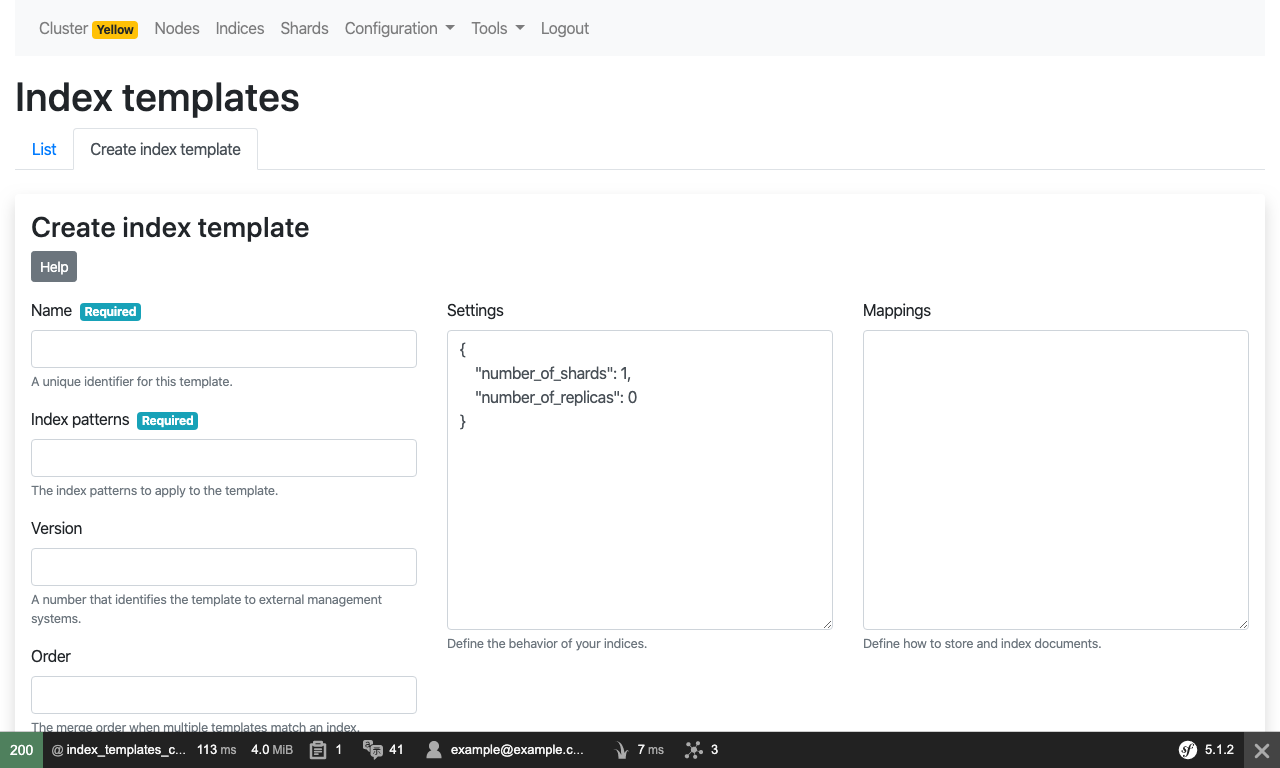 Cluster Yellow Nodes Indices Shards Configuration Tools Logout
Index templates
List Create index template
Create index template
Help
Name Required
A unique identifier for this template.
Index patterns Required
The index patterns to apply to the template.
Version
A number that identifies the template to external management
systems.
Order
The merge order when multiple templates match an index.
Settings
{
"number_of_shards": 1,
"number_of_replicas": 0
}
Define the behavior of your indices.
Mappings
Define how to store and index documents.
200 @ index_templates_c... 113 ms 4.0 MiB 1 41 example@example.c... 7 ms 3 sf 5.1.2